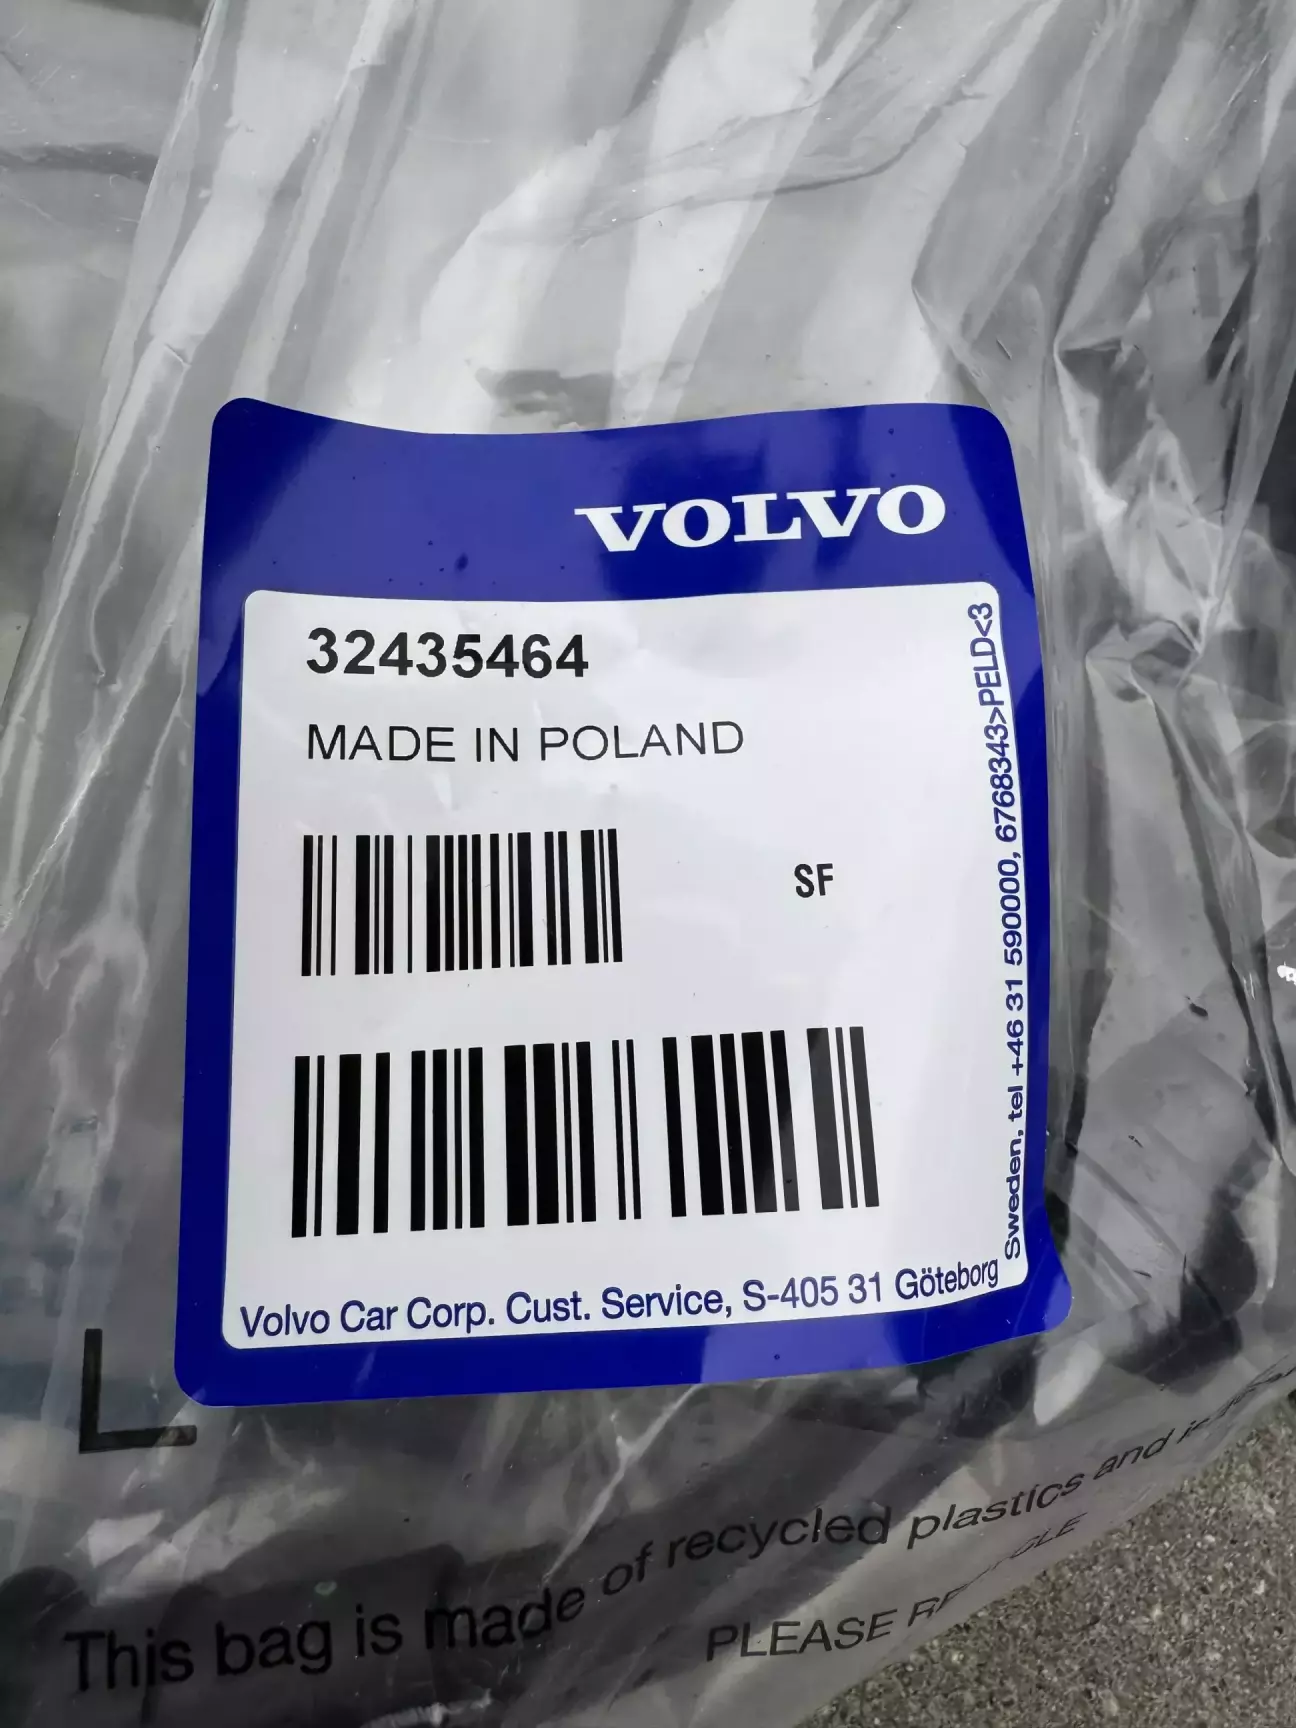 VOLVO
32435464
MADE IN POLAND
SF
Volvo Car Corp. Cust. Service, S-405 31 Göteborg
Sweden, tel +46 31 590000, 6768343>PELD<3
L
This bag is made of recycled plastics and
PLEASE